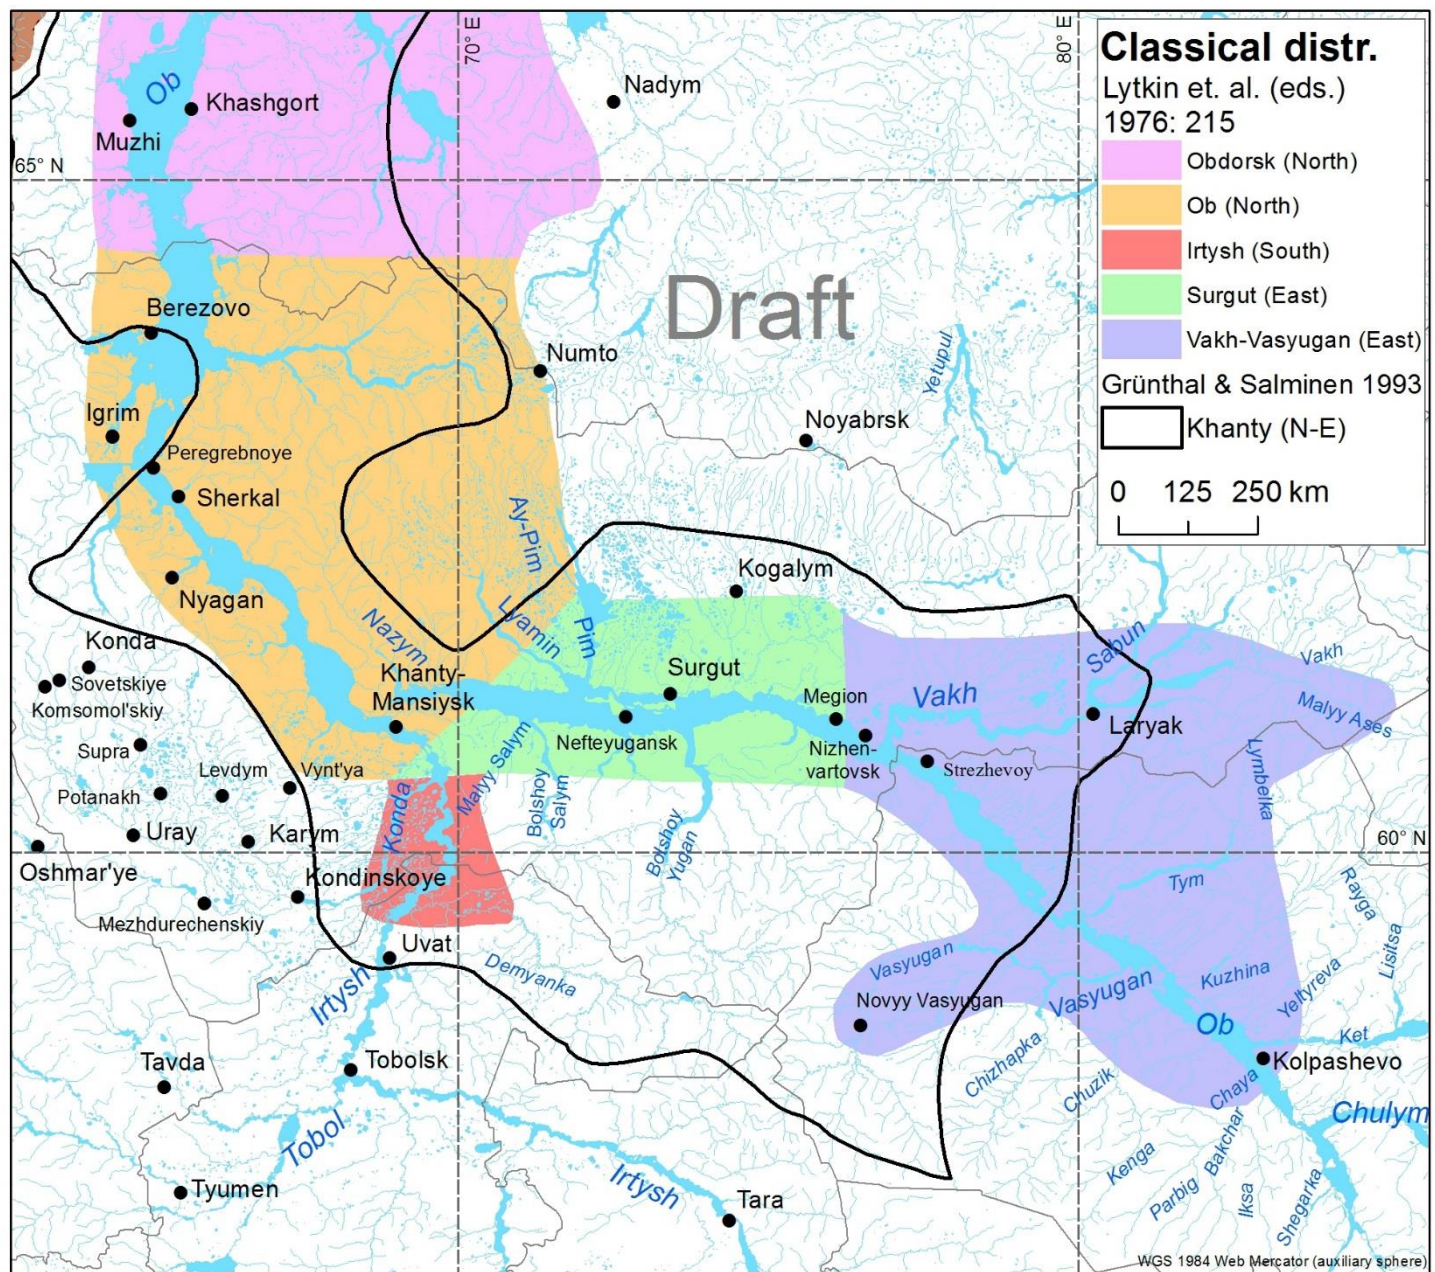 70° E
80° E
Classical distr.
Lytkin et. al. (eds.)
1976: 215
Obdorsk (North)
Ob (North)
Irtysh (South)
Surgut (East)
Vakh-Vasyugan (East)
Grünthal & Salminen 1993
Khanty (N-E)
0 125 250 km
Ob
Khashgort
Muzhi
Nadym
65° N
Draft
Berezovo
Numto
Yetupul
Igrim
Noyabrsk
Peregrebnoye
Sherkal
Ay-Pim
Nyagan
Kogalym
Nazym
Lyamin
Pim
Konda
Sovetskiye
Komsomol'skiy
Khanty-
Mansiysk
Surgut
Megion
Vakh
Sabun
Vakh
Malyy Ases
Laryak
Supra
Nefteyugansk
Nizhen-
vartovsk
Strezhevoy
Lymbelka
Levdym
Vynt'ya
Potanakh
Malyy Salym
Bolshoy
Salym
Konda
Uray
Karym
Bolshoy
Yugan
60° N
Oshmar'ye
Kondinskoye
Mezhdurechenskiy
Tym
Rayga
Uvat
Demyanka
Vasyugan
Lisitsa
Novyy Vasyugan
Vasyugan
Kuzhina
Yeltyreva
Irtysh
Ob
Ket
Tavda
Tobolsk
Chizhapka
Chuzik
Kolpashevo
Chaya
Chulym
Tobol
Kenga
Bakchar
Parbig
Iksa
Shegarka
Tyumen
Irtysh
Tara
WGS 1984 Web Mercator (auxiliary sphere)